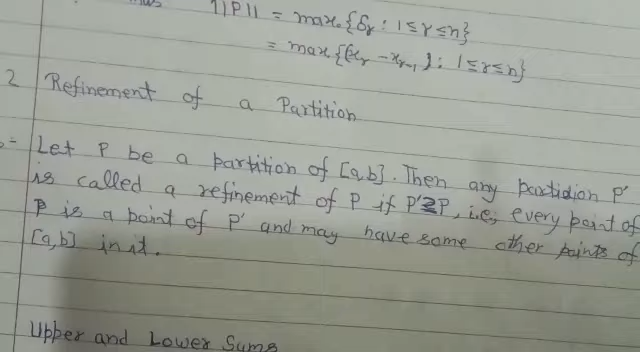 Thus ||P|| = max. {δr : 1 ≤ r ≤ n}
= max {(xr - xr-1) : 1 ≤ r ≤ n}
2 Refinement of a Partition
Let P be a partition of [a,b]. Then any partition P'
is called a refinement of P if P'⊇P, i.e; every point of
P is a point of P' and may have some other points of
[a,b] in it.
Upper and Lower Sums